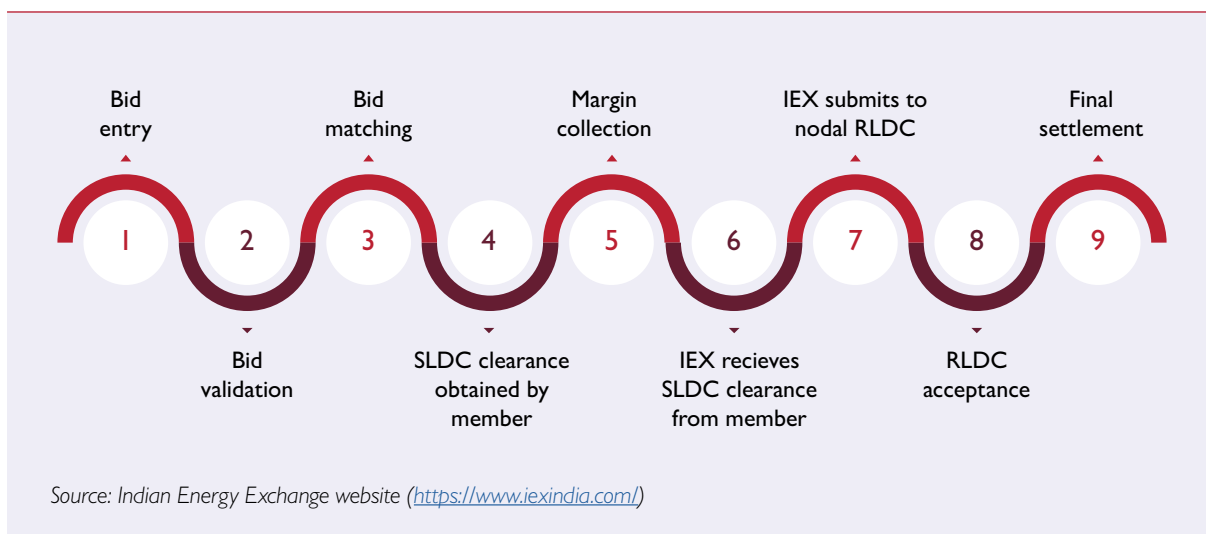 Bid
entry
Bid
matching
Margin
collection
IEX submits to
nodal RLDC
Final
settlement
1
2
3
4
5
6
7
8
9
Bid
validation
SLDC clearance
obtained by
member
IEX recieves
SLDC clearance
from member
RLDC
acceptance
Source: Indian Energy Exchange website (https://www.iexindia.com/)